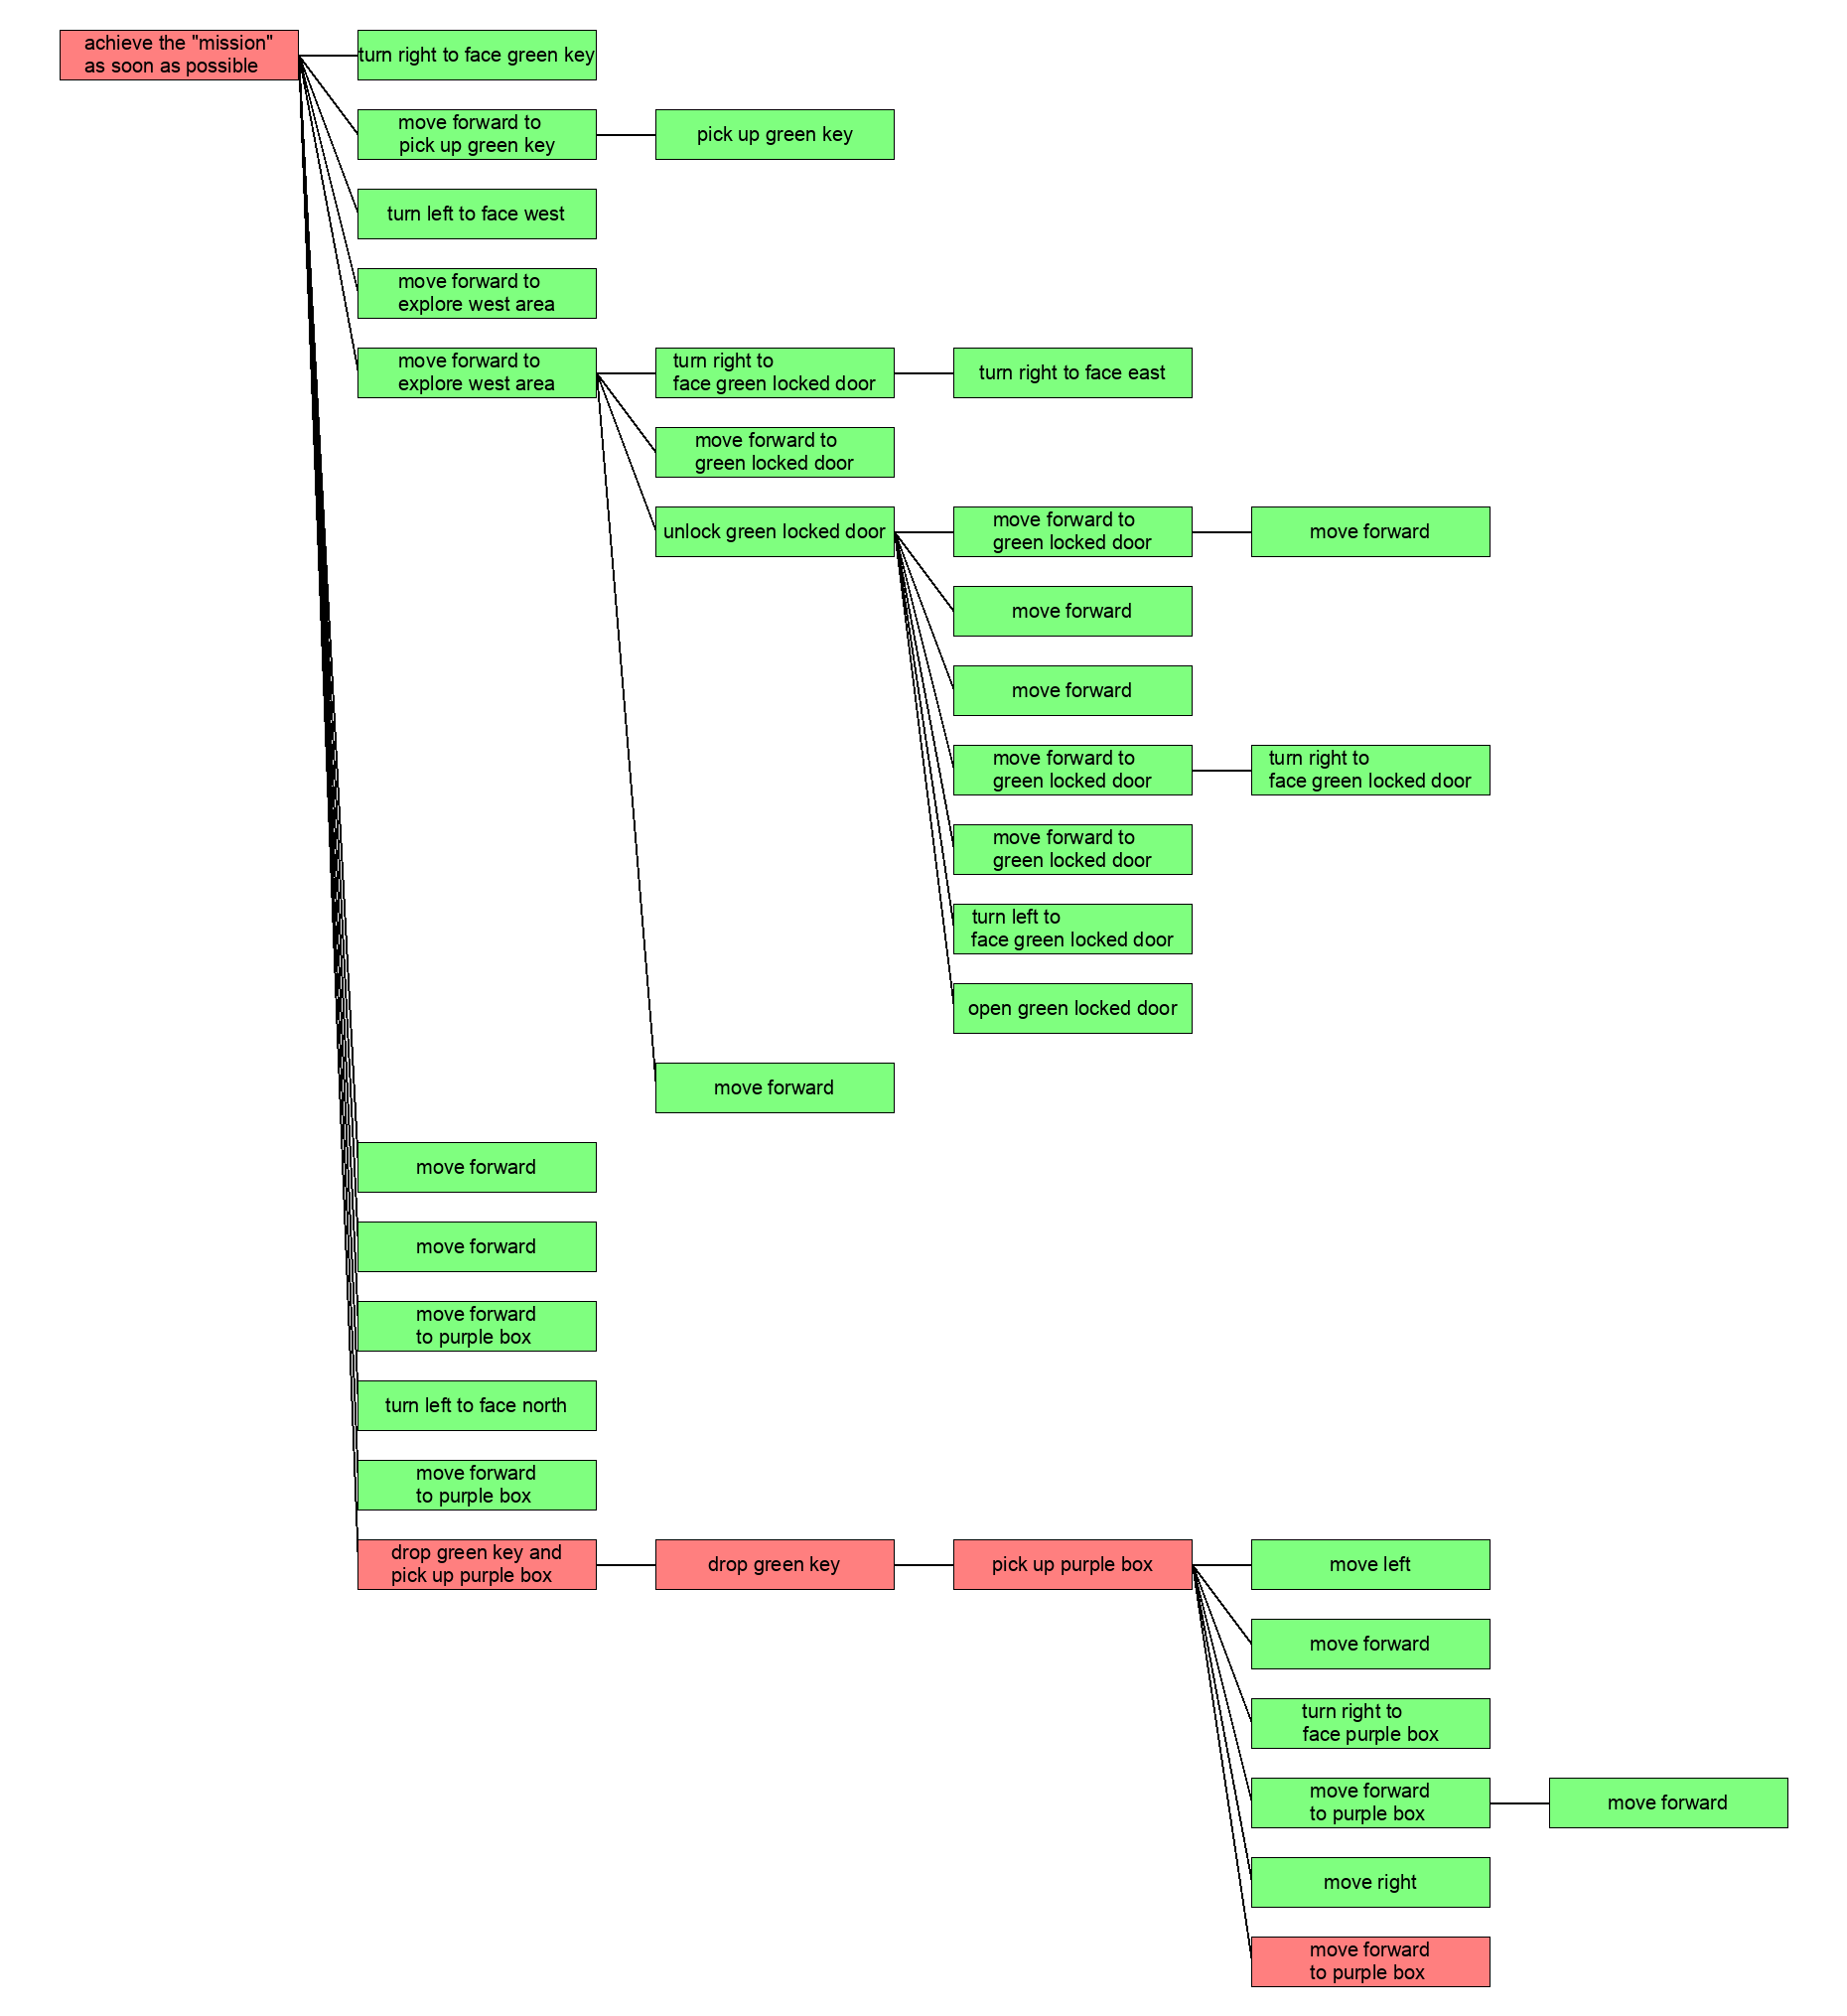 achieve the "mission"
as soon as possible
turn right to face green key
move forward to
pick up green key
pick up green key
turn left to face west
move forward to
explore west area
move forward to
explore west area
turn right to
face green locked door
turn right to face east
move forward to
green locked door
unlock green locked door
move forward to
green locked door
move forward
move forward
move forward
move forward to
green locked door
turn right to
face green locked door
move forward to
green locked door
turn left to
face green locked door
open green locked door
move forward
move forward
move forward
move forward
to purple box
turn left to face north
move forward
to purple box
drop green key and
pick up purple box
drop green key
pick up purple box
move left
move forward
turn right to
face purple box
move forward
to purple box
move forward
move right
move forward
to purple box